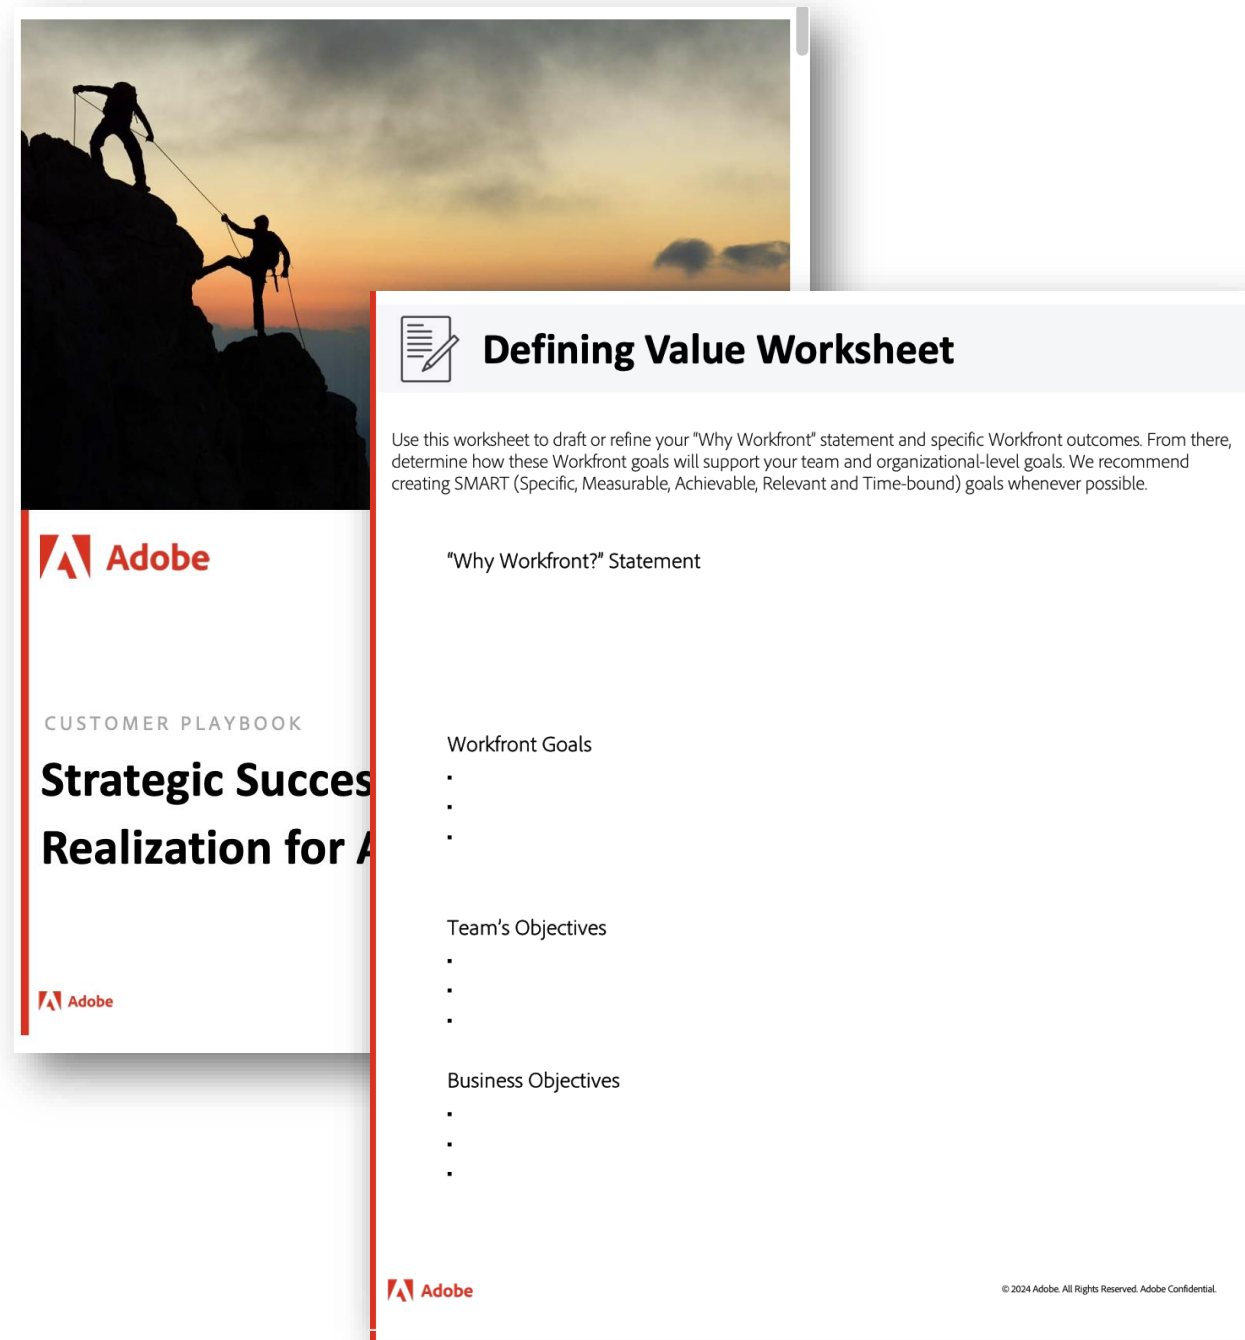 Adobe
CUSTOMER PLAYBOOK
Strategic Succes
Realization for
Adobe
Defining Value Worksheet
Use this worksheet to draft or refine your "Why Workfront" statement and specific Workfront outcomes. From there,
determine how these Workfront goals will support your team and organizational-level goals. We recommend
creating SMART (Specific, Measurable, Achievable, Relevant and Time-bound) goals whenever possible.
"Why Workfront?" Statement
Workfront Goals
▪
▪
▪
Team's Objectives
▪
▪
▪
Business Objectives
▪
▪
▪
Adobe
© 2024 Adobe. All Rights Reserved. Adobe Confidential.